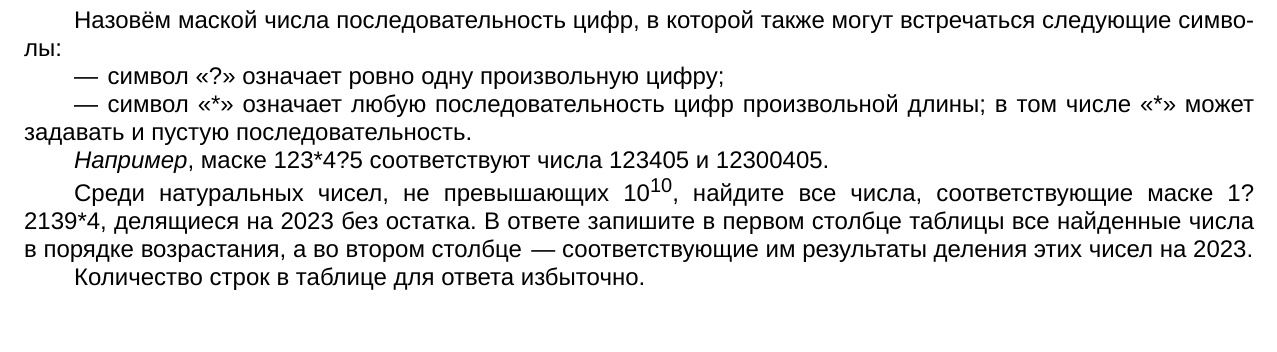 Назовём маской числа последовательность цифр, в которой также могут встречаться следующие симво-
лы:
— символ «?» означает ровно одну произвольную цифру;
— символ «*» означает любую последовательность цифр произвольной длины; в том числе «*» может
задавать и пустую последовательность.
Например, маске 123*4?5 соответствуют числа 123405 и 12300405.
Среди натуральных чисел, не превышающих 10¹⁰, найдите все числа, соответствующие маске 1?
2139*4, делящиеся на 2023 без остатка. В ответе запишите в первом столбце таблицы все найденные числа
в порядке возрастания, а во втором столбце — соответствующие им результаты деления этих чисел на 2023.
Количество строк в таблице для ответа избыточно.